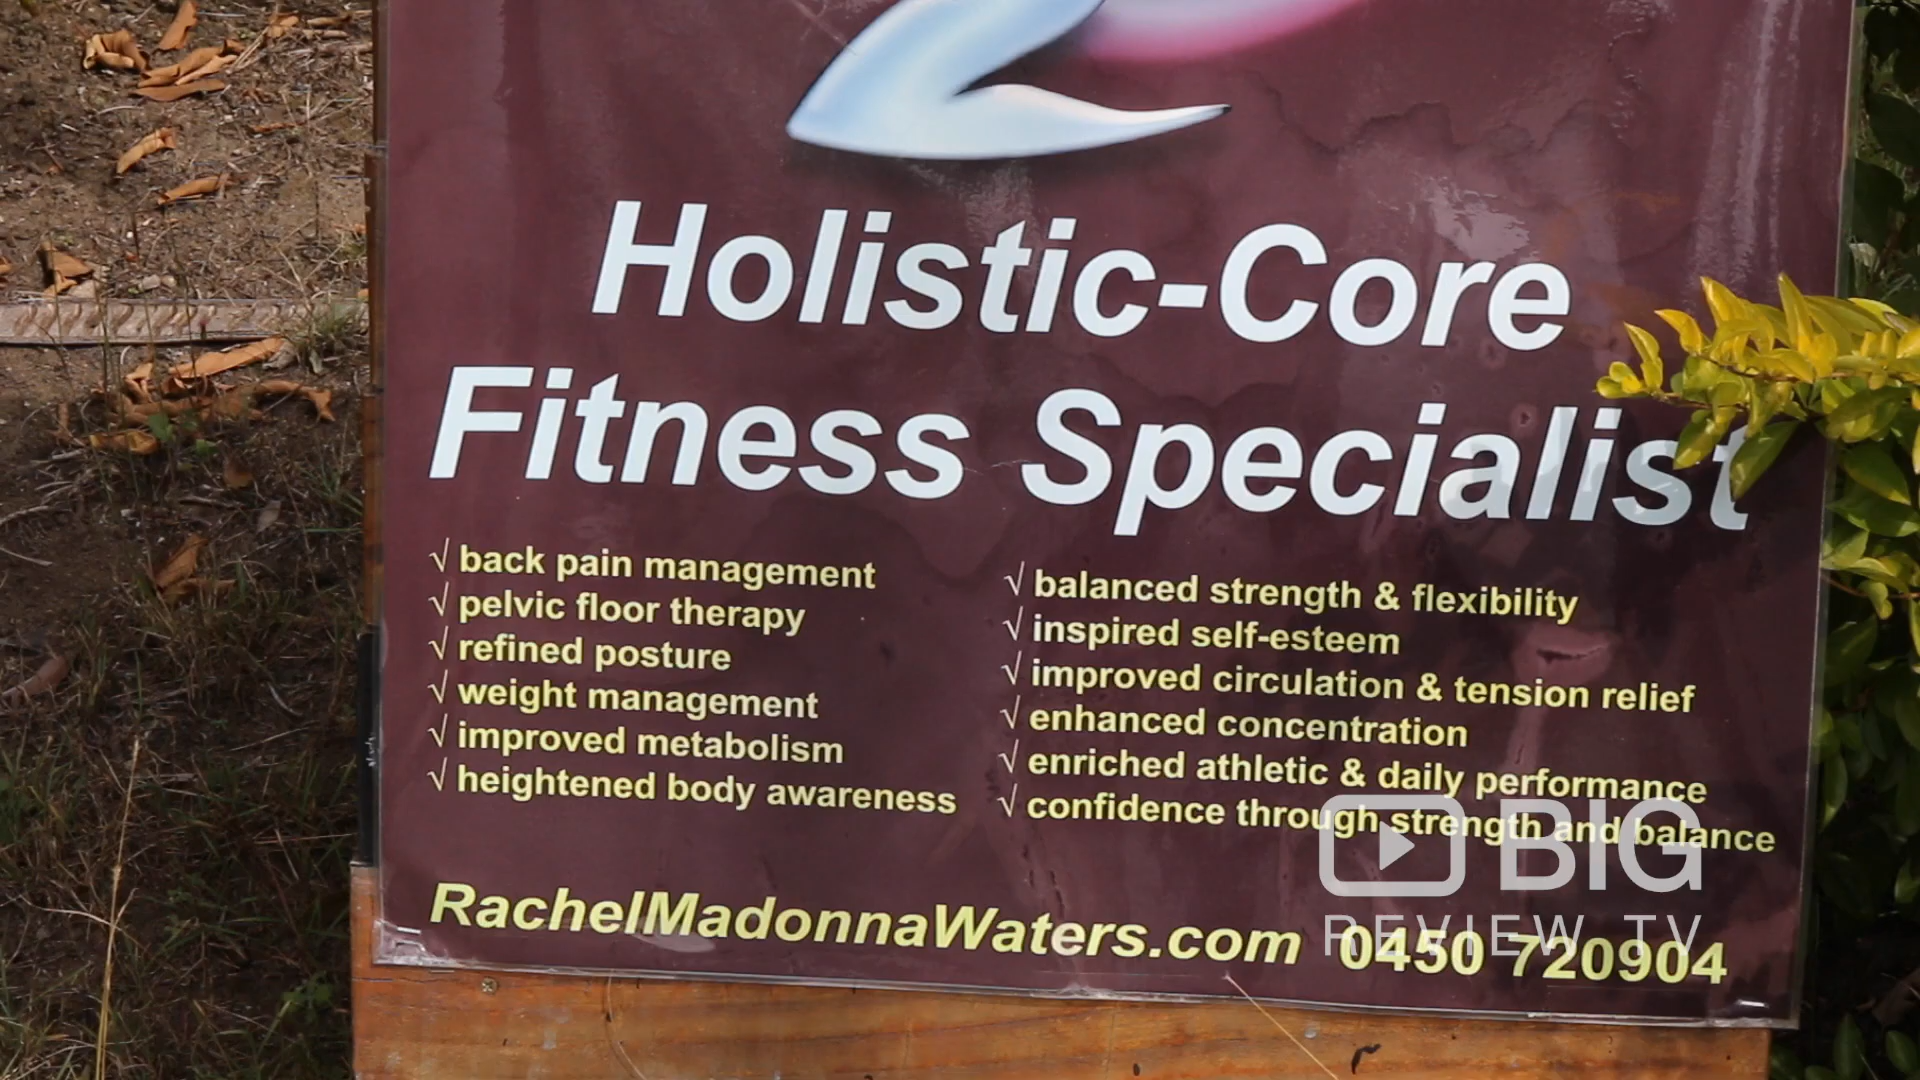 Holistic-Core
Fitness Specialist
√ back pain management
√ pelvic floor therapy
√ refined posture
√ weight management
√ improved metabolism
√ heightened body awareness
√ balanced strength & flexibility
√ inspired self-esteem
√ improved circulation & tension relief
√ enhanced concentration
√ enriched athletic & daily performance
√ confidence through strength and balance
RachelMadonnaWaters.com 0450 720904
BIG
REVIEW TV